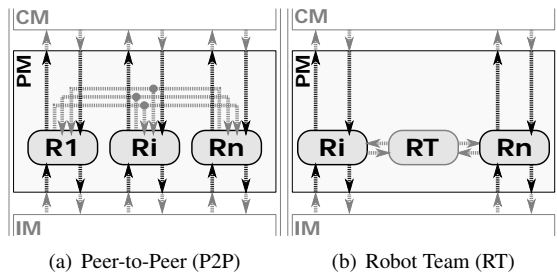 CM
PM
R1
Ri
Rn
IM
(a) Peer-to-Peer (P2P)
CM
PM
Ri
RT
Rn
IM
(b) Robot Team (RT)